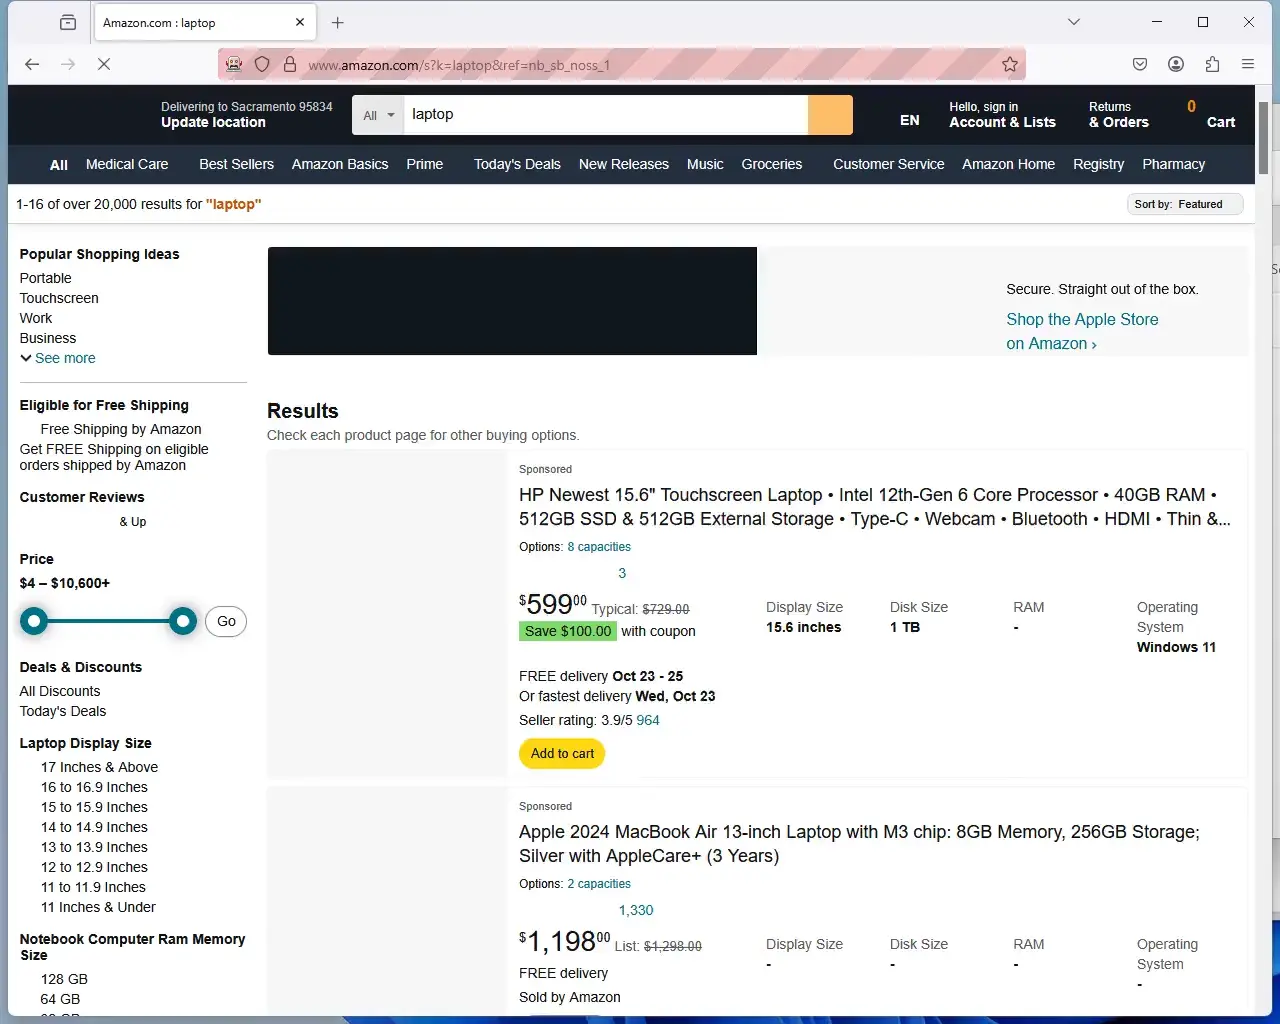 Amazon.com : laptop
www.amazon.com/s?k=laptop&ref=nb_sb_noss_1
Delivering to Sacramento 95834
Update location
All
laptop
EN
Hello, sign in
Account & Lists
Returns
& Orders
0
Cart
All Medical Care Best Sellers Amazon Basics Prime Today's Deals New Releases Music Groceries Customer Service Amazon Home Registry Pharmacy
1-16 of over 20,000 results for "laptop"
Sort by: Featured
Popular Shopping Ideas
Portable
Touchscreen
Work
Business
See more
Eligible for Free Shipping
Free Shipping by Amazon
Get FREE Shipping on eligible
orders shipped by Amazon
Customer Reviews
& Up
Price
$4 – $10,600+
Go
Deals & Discounts
All Discounts
Today's Deals
Laptop Display Size
17 Inches & Above
16 to 16.9 Inches
15 to 15.9 Inches
14 to 14.9 Inches
13 to 13.9 Inches
12 to 12.9 Inches
11 to 11.9 Inches
11 Inches & Under
Notebook Computer Ram Memory
Size
128 GB
64 GB
Secure. Straight out of the box.
Shop the Apple Store
on Amazon ›
Results
Check each product page for other buying options.
Sponsored
HP Newest 15.6" Touchscreen Laptop • Intel 12th-Gen 6 Core Processor • 40GB RAM •
512GB SSD & 512GB External Storage • Type-C • Webcam • Bluetooth • HDMI • Thin &...
Options: 8 capacities
3
$59900 Typical: $729.00
Save $100.00 with coupon
FREE delivery Oct 23 - 25
Or fastest delivery Wed, Oct 23
Seller rating: 3.9/5 964
Add to cart
Display Size
15.6 inches
Disk Size
1 TB
RAM
-
Operating
System
Windows 11
Sponsored
Apple 2024 MacBook Air 13-inch Laptop with M3 chip: 8GB Memory, 256GB Storage;
Silver with AppleCare+ (3 Years)
Options: 2 capacities
1,330
$1,19800 List: $1,298.00
FREE delivery
Sold by Amazon
Display Size
-
Disk Size
-
RAM
-
Operating
System
-